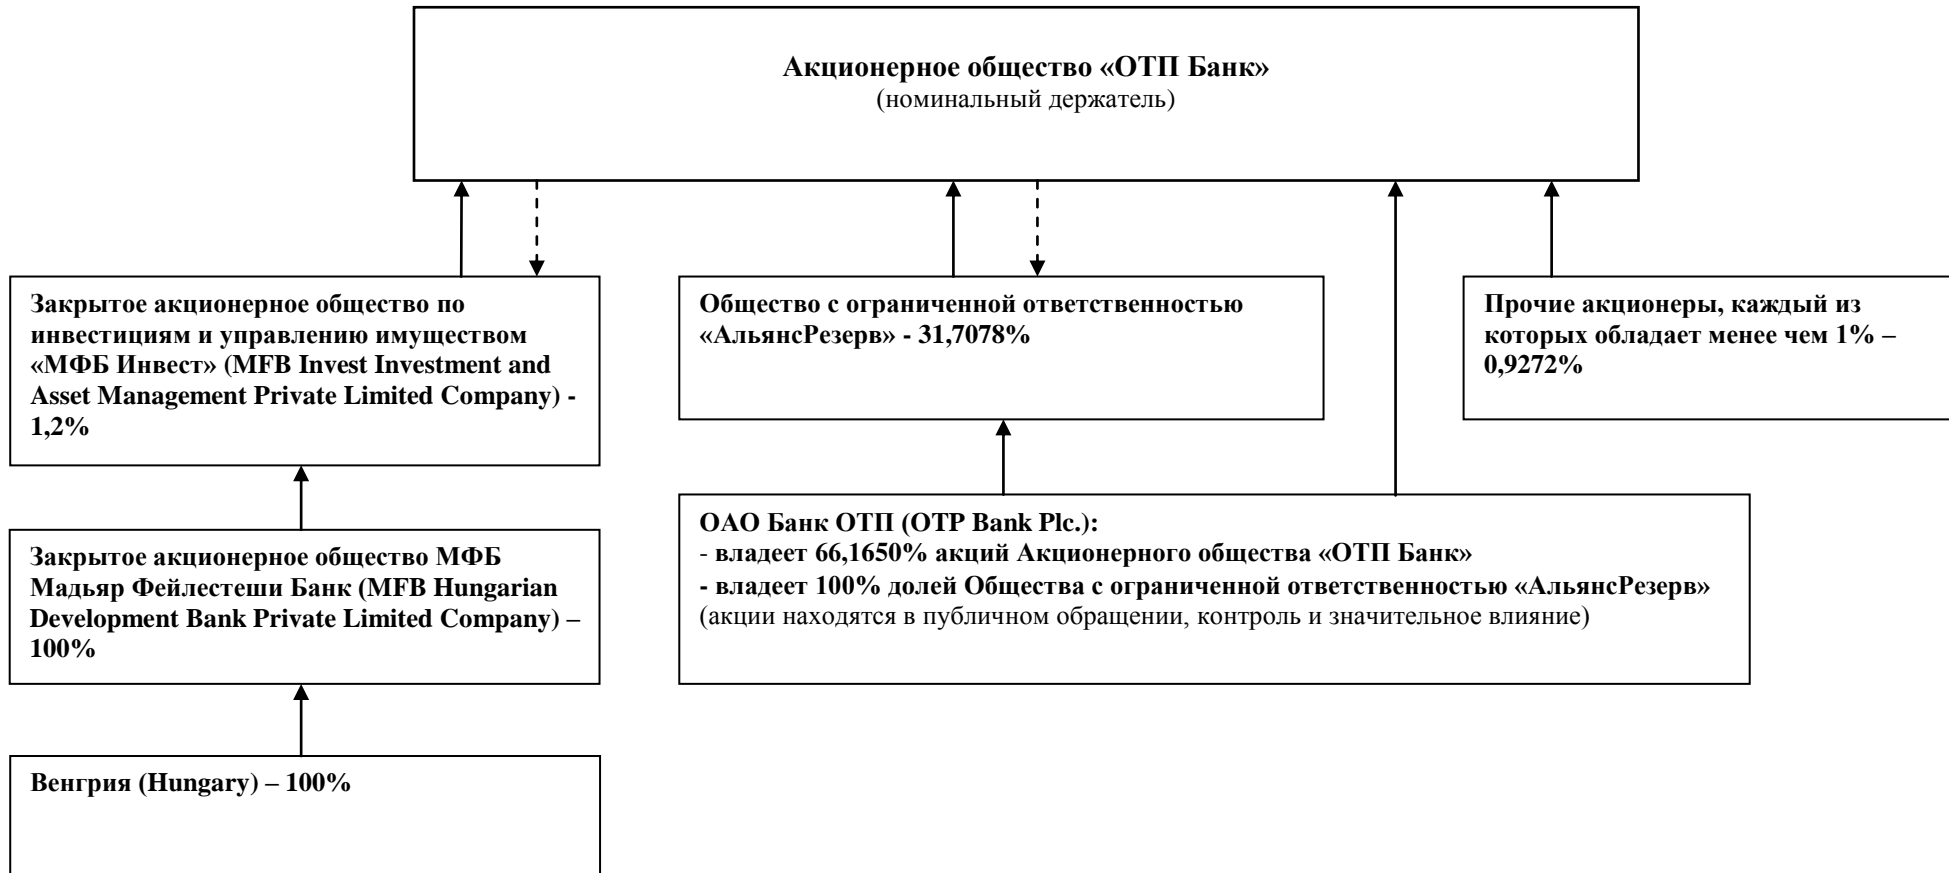 Акционерное общество «ОТП Банк»
(номинальный держатель)
Закрытое акционерное общество по
инвестициям и управлению имуществом
«МФБ Инвест» (MFB Invest Investment and
Asset Management Private Limited Company) -
1,2%
Общество с ограниченной ответственностью
«АльянсРезерв» - 31,7078%
Прочие акционеры, каждый из
которых обладает менее чем 1% –
0,9272%
Закрытое акционерное общество МФБ
Мадьяр Фейлестеши Банк (MFB Hungarian
Development Bank Private Limited Company) –
100%
ОАО Банк ОТП (OTP Bank Plc.):
- владеет 66,1650% акций Акционерного общества «ОТП Банк»
- владеет 100% долей Общества с ограниченной ответственностью «АльянсРезерв»
(акции находятся в публичном обращении, контроль и значительное влияние)
Венгрия (Hungary) – 100%